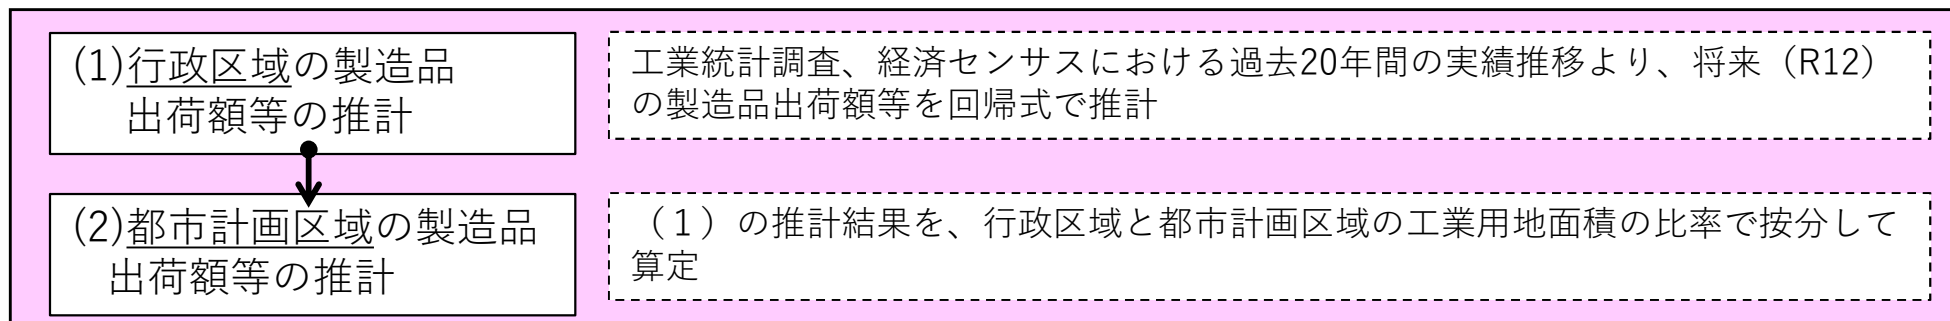 (1)行政区域の製造品
出荷額等の推計
工業統計調査、経済センサスにおける過去20年間の実績推移より、将来（R12）
の製造品出荷額等を回帰式で推計
(2)都市計画区域の製造品
出荷額等の推計
（１）の推計結果を、行政区域と都市計画区域の工業用地面積の比率で按分して
算定